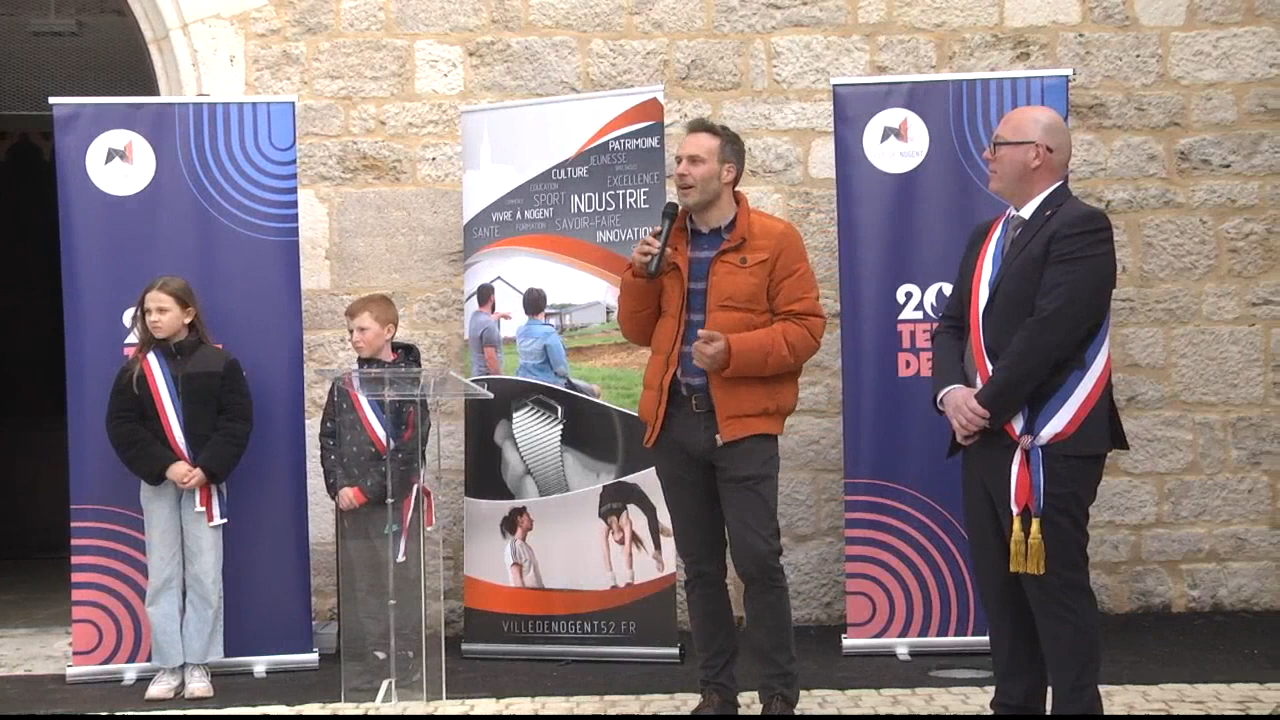 PATRIMOINE
JEUNESSE
CULTURE
EXCELLENCE
EDUCATION
SPORT
INDUSTRIE
VIVRE À NOGENT
SAVOIR-FAIRE
SANTÉ
FORMATION
INNOVATION
VILLEDENOGENT52.FR
NOGENT
20
TE
DE